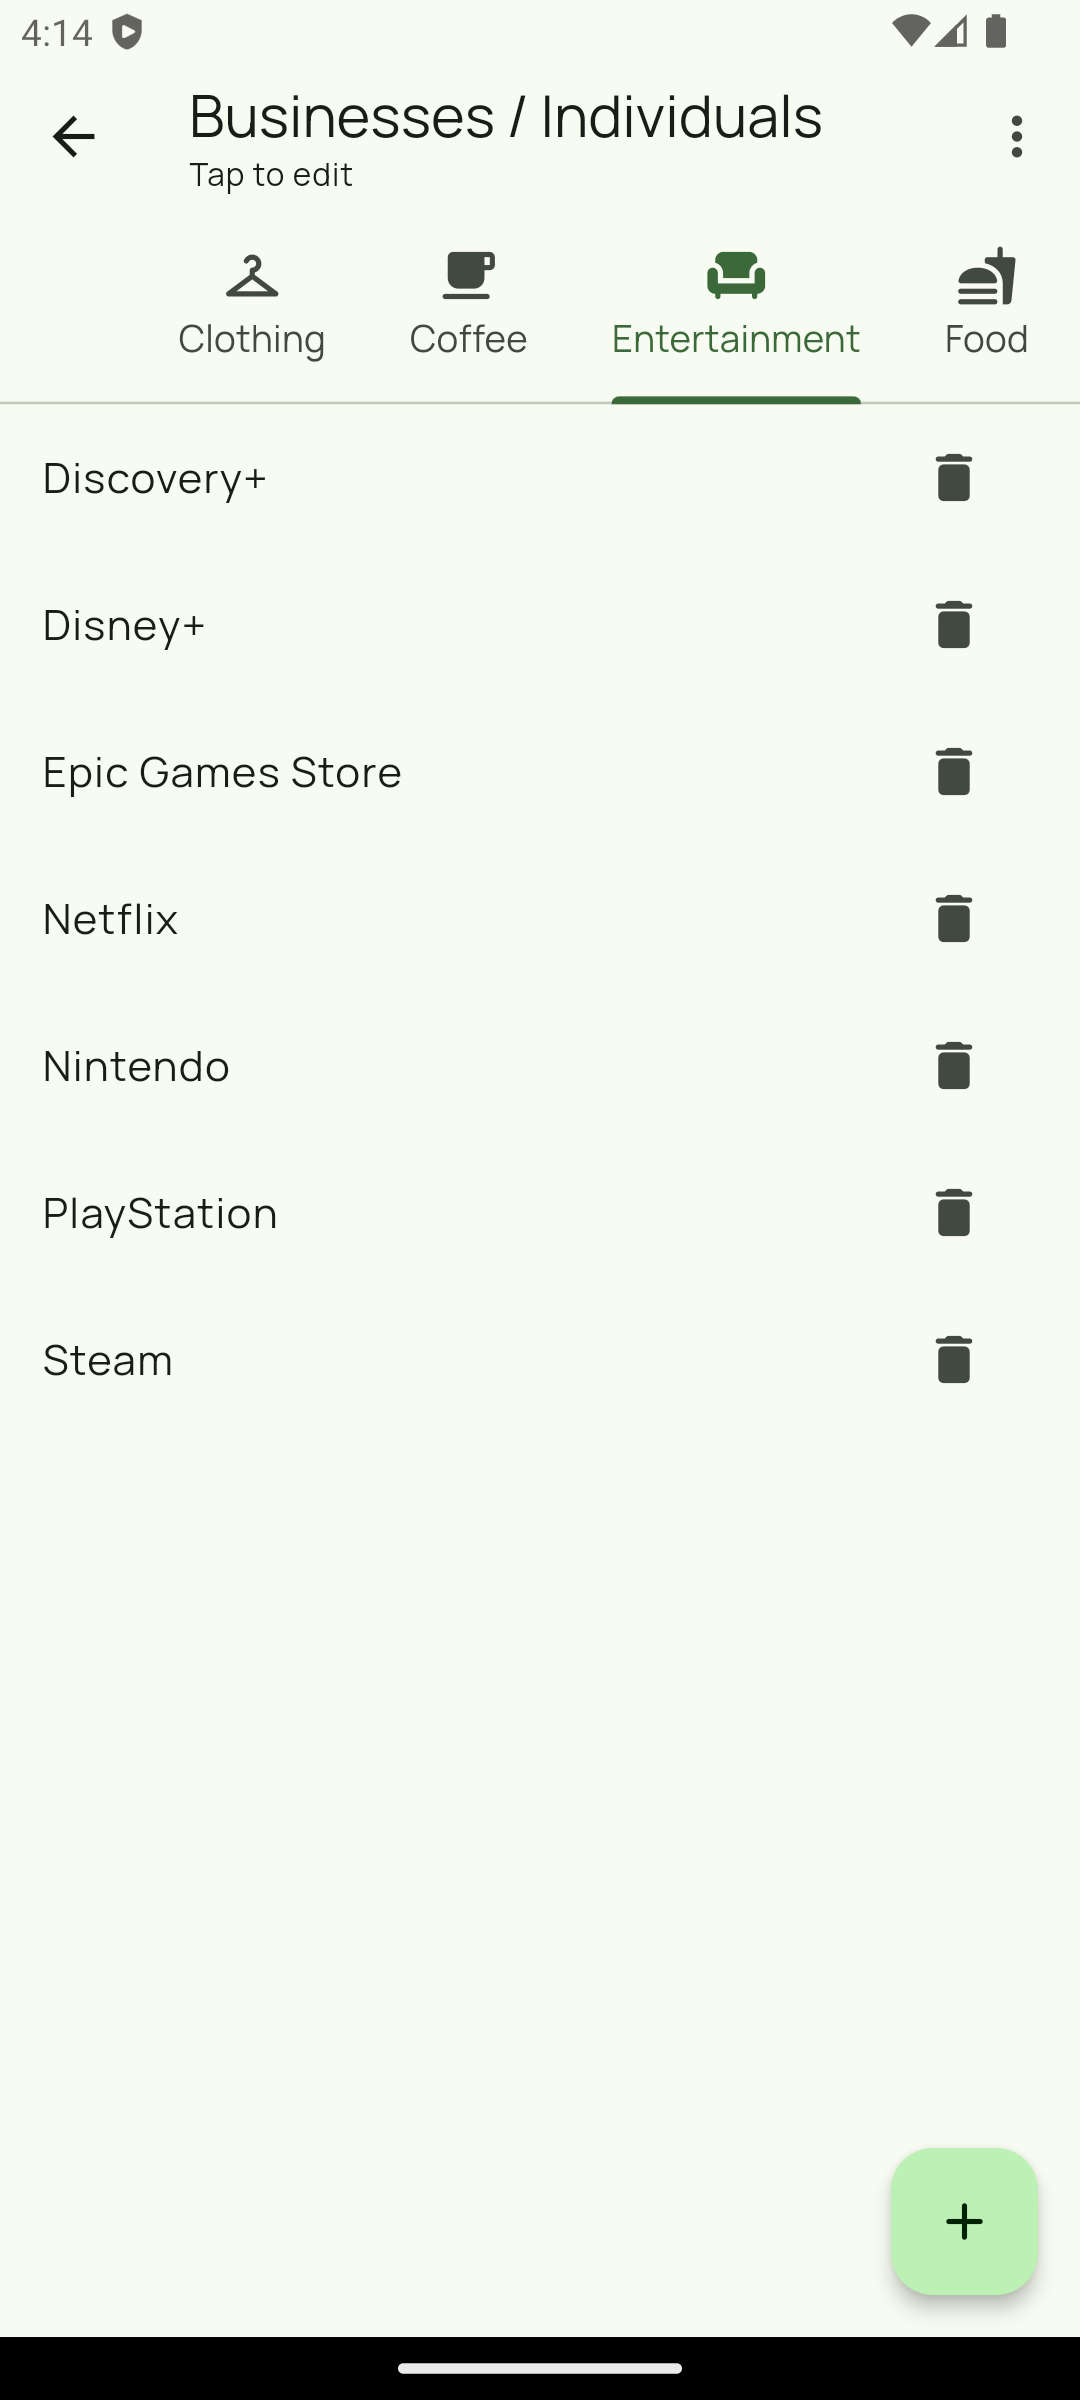 4:14
Businesses / Individuals
Tap to edit
Clothing
Coffee
Entertainment
Food
Discovery+
Disney+
Epic Games Store
Netflix
Nintendo
PlayStation
Steam